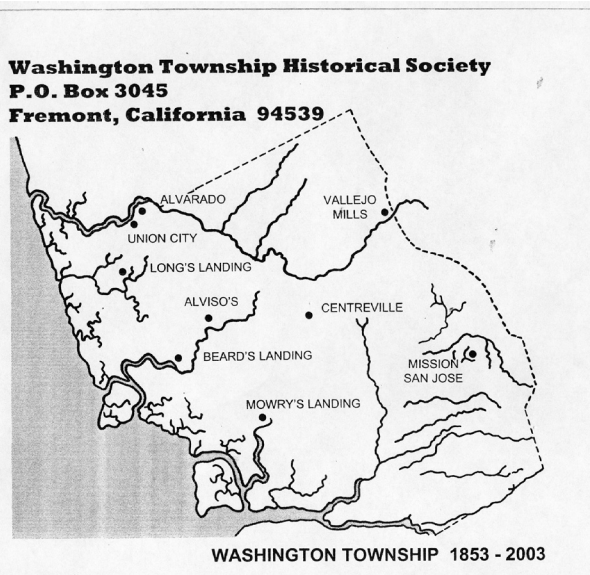 Washington Township Historical Society
P.O. Box 3045
Fremont, California 94539
ALVARADO
VALLEJO
MILLS
UNION CITY
LONG'S LANDING
ALVISO'S
CENTREVILLE
BEARD'S LANDING
MISSION
SAN JOSE
MOWRY'S LANDING
WASHINGTON TOWNSHIP 1853 - 2003